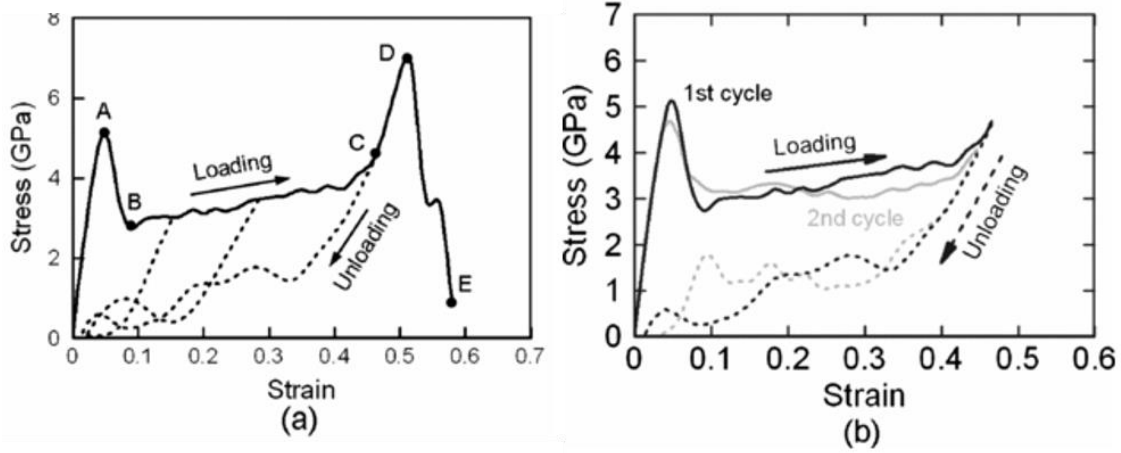 8
6
4
2
0
Stress (GPa)
A
B
C
D
E
Loading
Unloading
0 0.1 0.2 0.3 0.4 0.5 0.6 0.7
Strain
(a)
7
6
5
4
3
2
1
0
Stress (GPa)
1st cycle
Loading
2nd cycle
Unloading
0 0.1 0.2 0.3 0.4 0.5 0.6
Strain
(b)